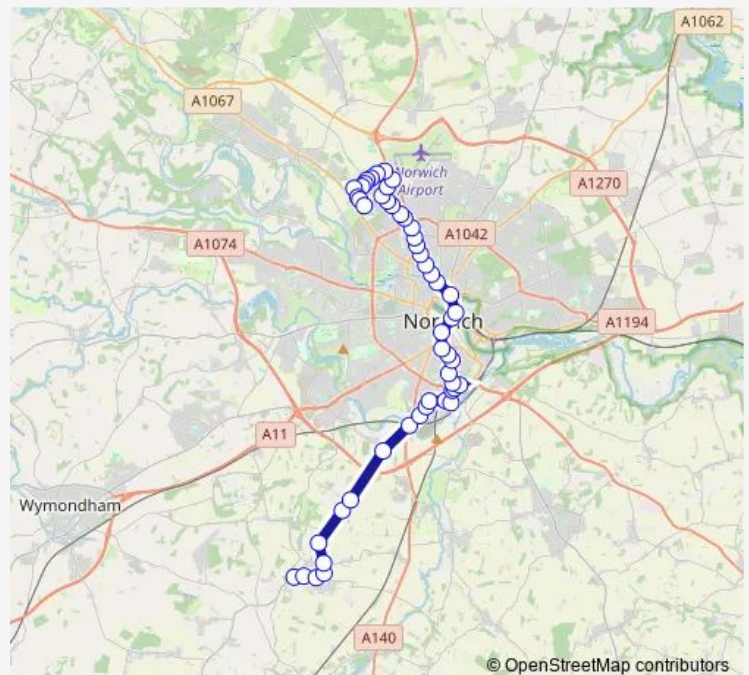 A1062
A1067
Norwich
Airport
A1270
A1042
A1074
Norwich
A1194
A11
Wymondham
A140
© OpenStreetMap contributors